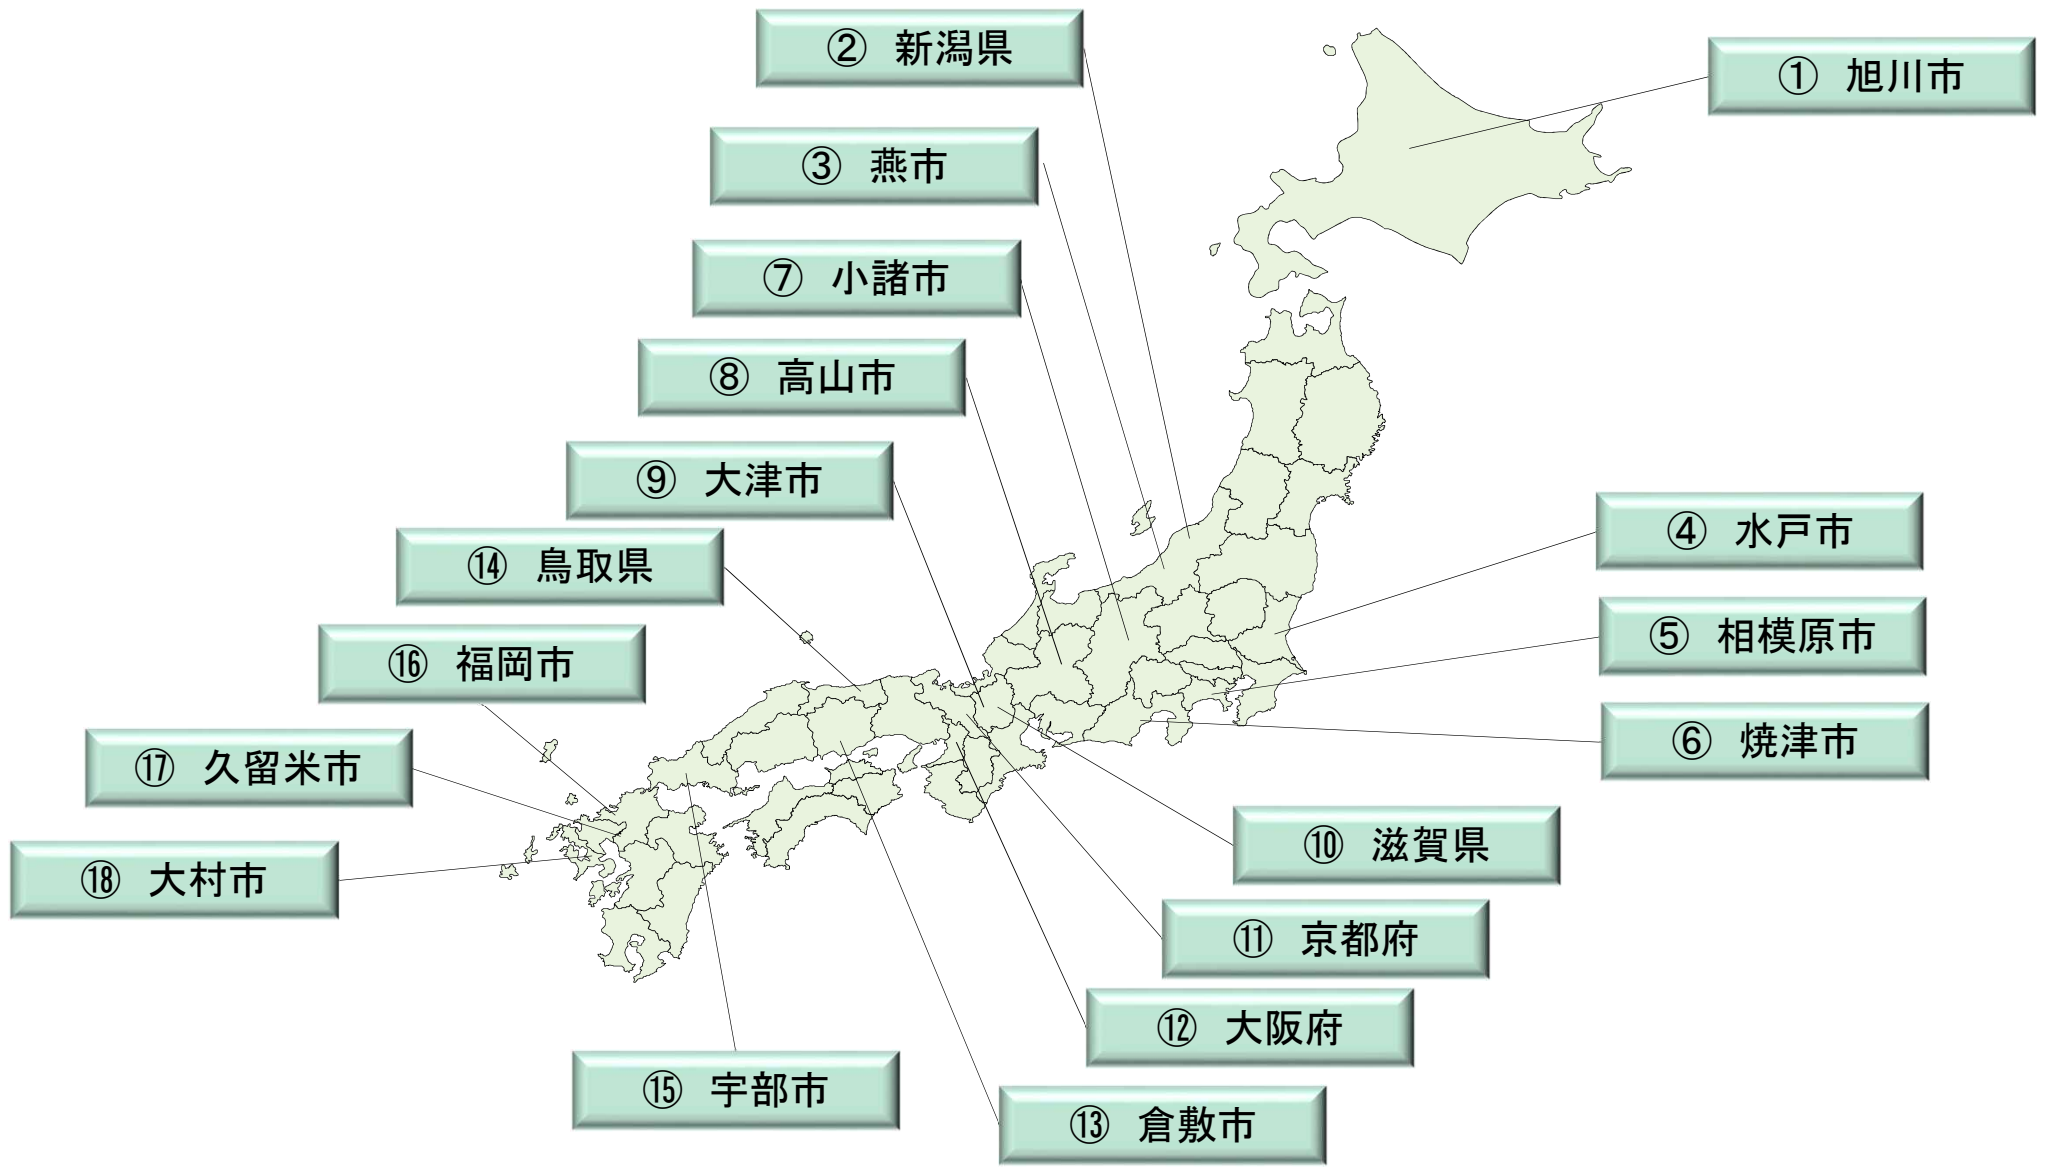 ① 旭川市
② 新潟県
③ 燕市
④ 水戸市
⑤ 相模原市
⑥ 焼津市
⑦ 小諸市
⑧ 高山市
⑨ 大津市
⑩ 滋賀県
⑪ 京都府
⑫ 大阪府
⑬ 倉敷市
⑭ 鳥取県
⑮ 宇部市
⑯ 福岡市
⑰ 久留米市
⑱ 大村市